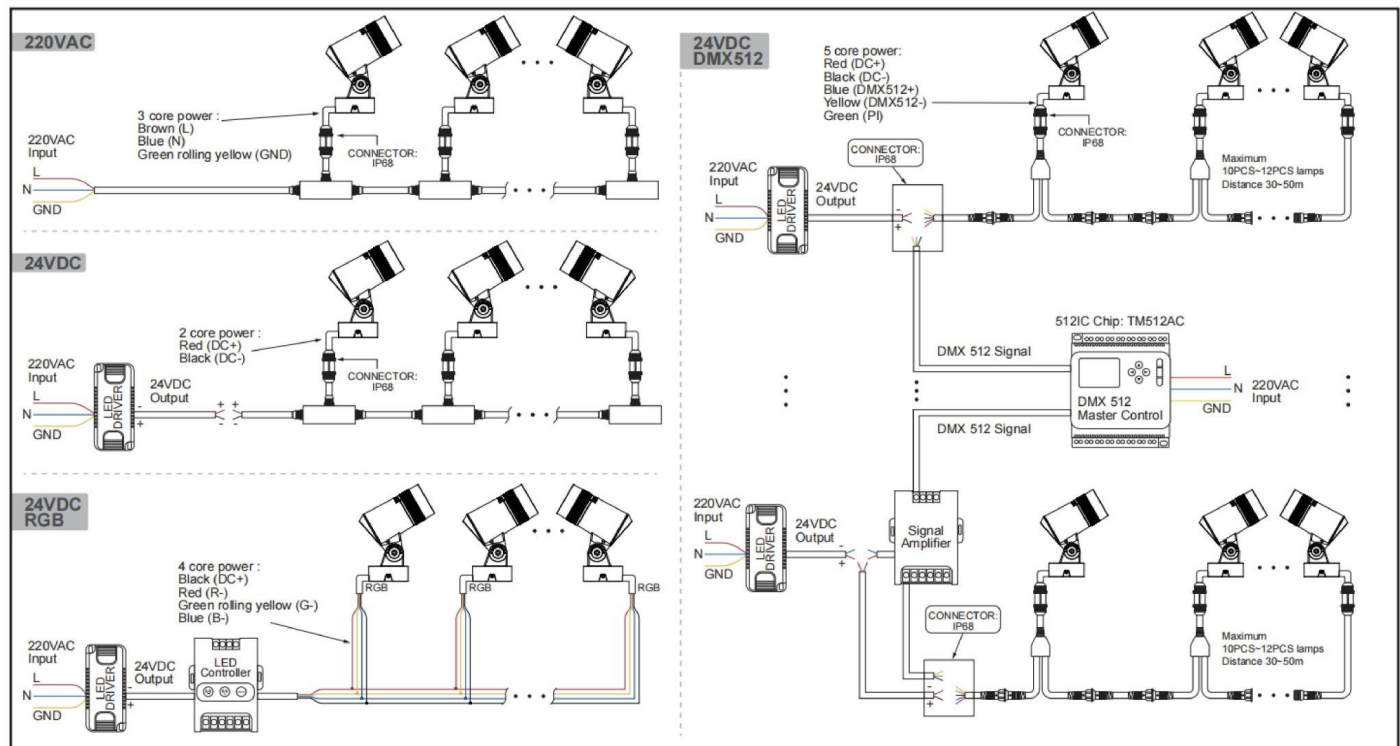 220VAC
3 core power :
Brown (L)
Blue (N)
Green rolling yellow (GND)
CONNECTOR:
IP68
220VAC
Input
L
N
GND
24VDC
2 core power :
Red (DC+)
Black (DC-)
CONNECTOR:
IP68
220VAC
Input
L
N
GND
LED
DRIVER
24VDC
Output
-
+
+ +
- -
24VDC
RGB
4 core power :
Black (DC+)
Red (R-)
Green rolling yellow (G-)
Blue (B-)
RGB
RGB
RGB
220VAC
Input
L
N
GND
LED
DRIVER
24VDC
Output
-
+
LED
Controller
24VDC
DMX512
5 core power:
Red (DC+)
Black (DC-)
Blue (DMX512+)
Yellow (DMX512-)
Green (PI)
CONNECTOR:
IP68
CONNECTOR:
IP68
220VAC
Input
L
N
GND
LED
DRIVER
24VDC
Output
-
+
Maximum
10PCS~12PCS lamps
Distance 30~50m
512IC Chip: TM512AC
DMX 512 Signal
DMX 512
Master Control
L
N
GND
220VAC
Input
DMX 512 Signal
220VAC
Input
L
N
GND
LED
DRIVER
24VDC
Output
-
+
Signal
Amplifier
CONNECTOR:
IP68
-
+
Maximum
10PCS~12PCS lamps
Distance 30~50m